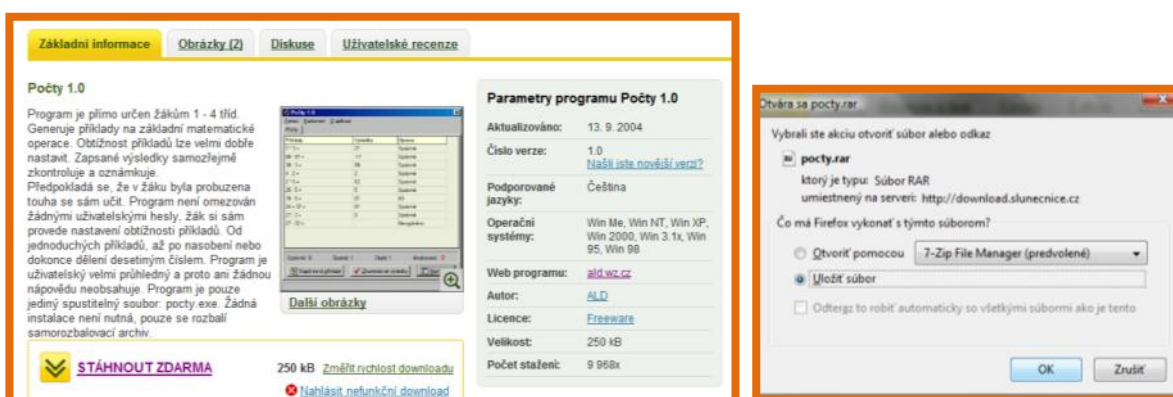 Základní informace
Obrázky (2)
Diskuse
Uživatelské recenze
Počty 1.0
Program je přímo určen žákům 1 - 4 tříd.
Generuje příklady na základní matematické
operace. Obtížnost příkladů lze velmi dobře
nastavit. Zapsané výsledky samozřejmě
zkontroluje a oznámkuje.
Předpokládá se, že v žáku byla probuzena
touha se sám učit. Program není omezován
žádnými uživatelskými hesly, žák si sám
provede nastavení obtížnosti příkladů. Od
jednoduchých příkladů, až po nasobení nebo
dokonce dělení desetiným číslem. Program je
uživatelský velmi průhledný a proto ani žádnou
nápovědu neobsahuje. Program je pouze
jediný spustitelný soubor: pocty.exe. Žádná
instalace není nutná, pouze se rozbalí
samorozbalovací archiv.
Počty 1.0
Další obrázky
STÁHNOUT ZDARMA
250 kB Změřit rychlost downloadu
Nahlásit nefunkční download
Parametry programu Počty 1.0
Aktualizováno: 13. 9. 2004
Číslo verze: 1.0
Našli jste novější verzi?
Podporované jazyky: Čeština
Operační systémy: Win Me, Win NT, Win XP,
Win 2000, Win 3.1x, Win
95, Win 98
Web programu: ald.wz.cz
Autor: ALD
Licence: Freeware
Velikost: 250 kB
Počet stažení: 9 958x
Otvára sa pocty.rar
Vybrali ste akciu otvoriť súbor alebo odkaz
pocty.rar
ktorý je typu: Súbor RAR
umiestnený na serveri: http://download.slunecnice.cz
Čo má Firefox vykonať s týmto súborom?
Otvoriť pomocou 7-Zip File Manager (predvolené)
Uložiť súbor
Odteraz to robiť automaticky so všetkými súbormi ako je tento
OK
Zrušiť